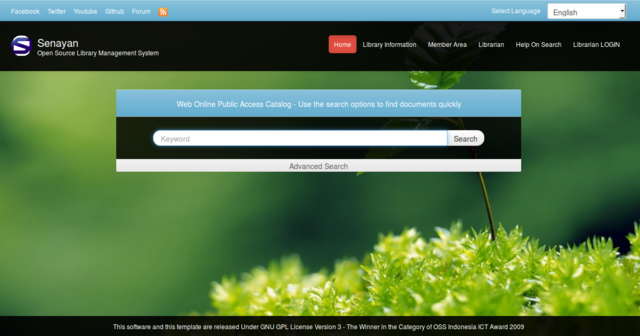 Facebook Twitter Youtube Github Forum Select Language English
Senayan
Open Source Library Management System
Home Library Information Member Area Librarian Help On Search Librarian LOGIN
Web Online Public Access Catalog - Use the search options to find documents quickly
Keyword Search
Advanced Search
This software and this template are released Under GNU GPL License Version 3 - The Winner in the Category of OSS Indonesia ICT Award 2009